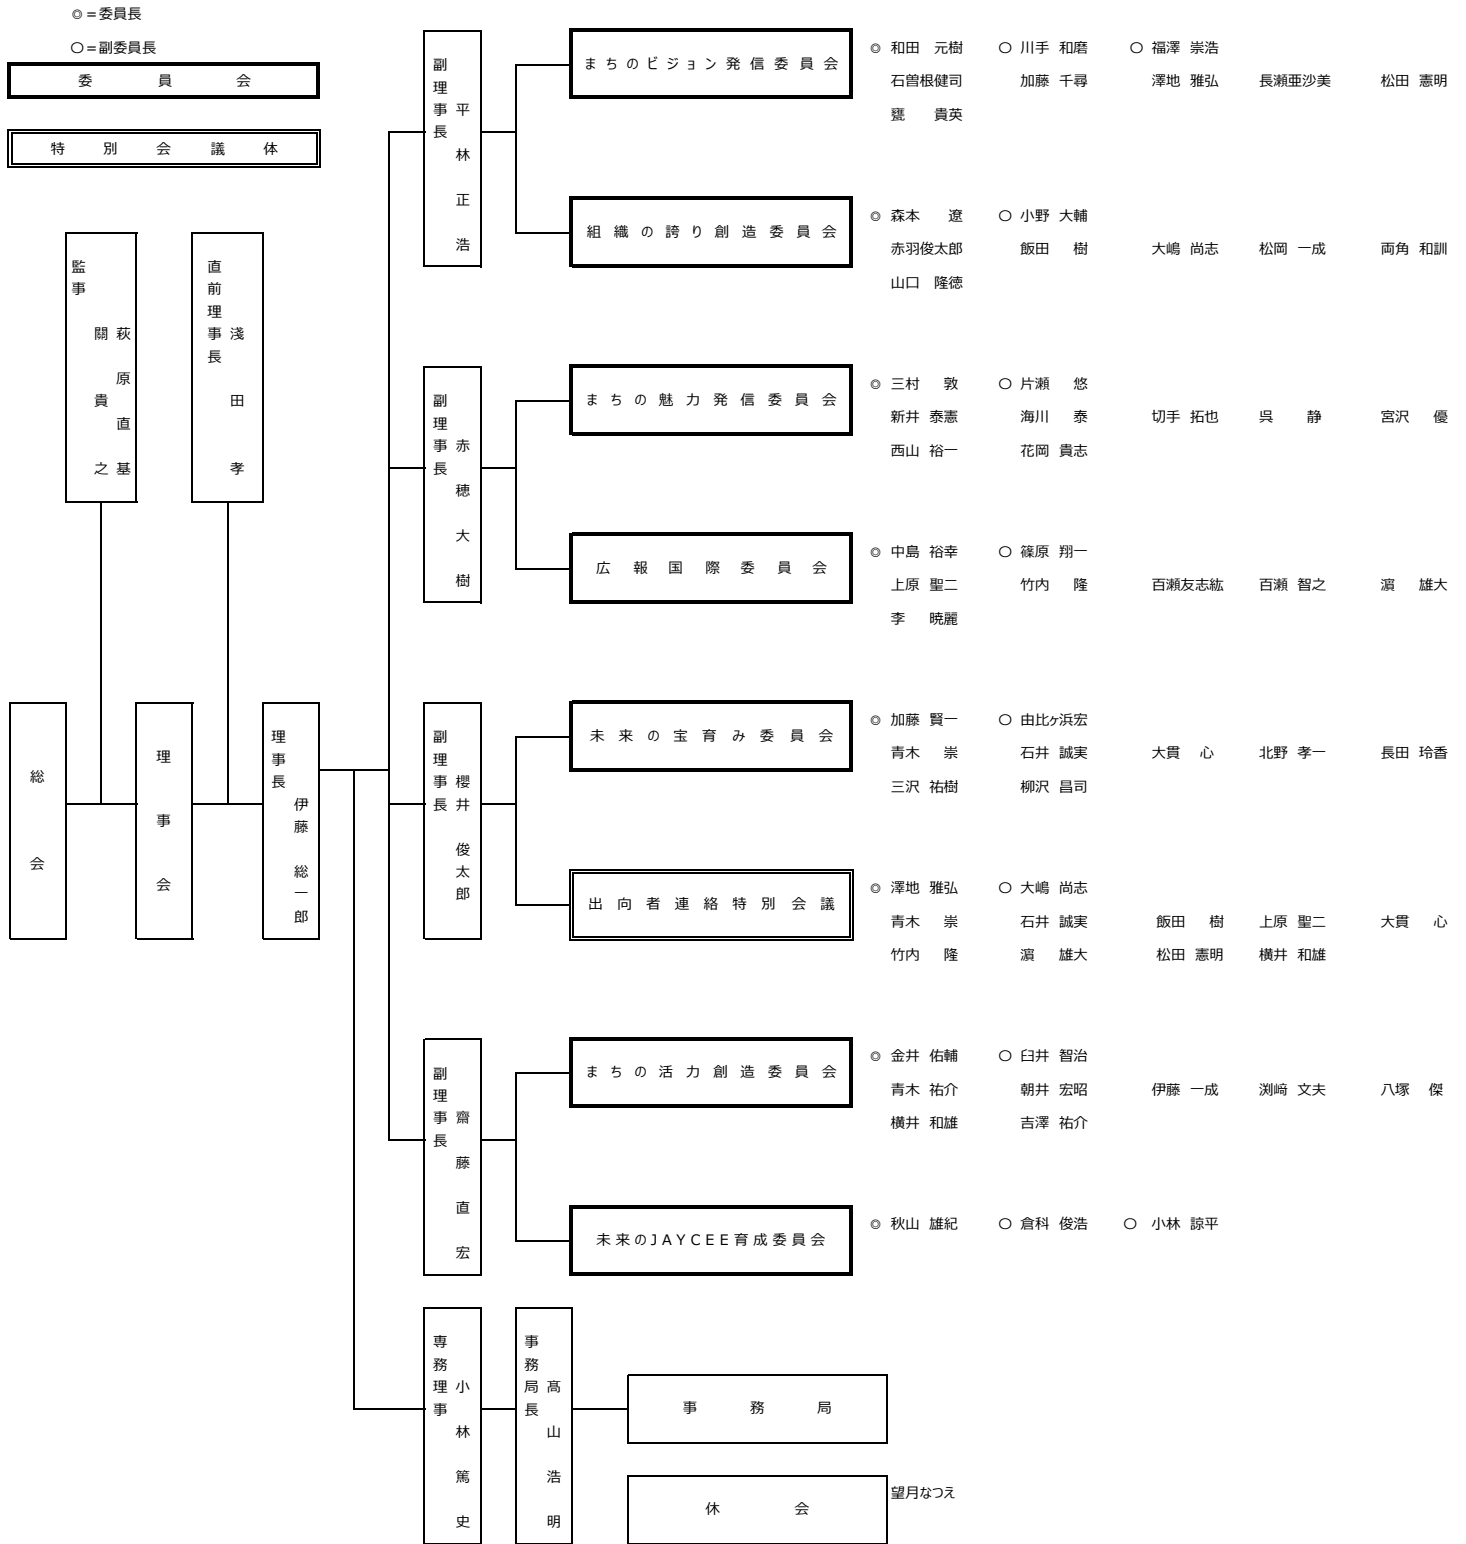 ◎＝委員長
○＝副委員長
委員会
特別会議体
総会
監事 萩原直基 關貴之
理事会
直前理事長 淺田孝
理事長 伊藤総一郎
副理事長 平林正浩
まちのビジョン発信委員会
◎ 和田 元樹 ○ 川手 和磨 ○ 福澤 崇浩
石曽根健司 加藤 千尋 澤地 雅弘 長瀬亜沙美 松田 憲明
甕 貴英
組織の誇り創造委員会
◎ 森本 遼 ○ 小野 大輔
赤羽俊太郎 飯田 樹 大嶋 尚志 松岡 一成 両角 和訓
山口 隆徳
副理事長 赤穂大樹
まちの魅力発信委員会
◎ 三村 敦 ○ 片瀬 悠
新井 泰憲 海川 泰 切手 拓也 呉 静 宮沢 優
西山 裕一 花岡 貴志
広報国際委員会
◎ 中島 裕幸 ○ 篠原 翔一
上原 聖二 竹内 隆 百瀬友志紘 百瀬 智之 濵 雄大
李 暁麗
副理事長 櫻井俊太郎
未来の宝育み委員会
◎ 加藤 賢一 ○ 由比ヶ浜宏
青木 崇 石井 誠実 大貫 心 北野 孝一 長田 玲香
三沢 祐樹 柳沢 昌司
出向者連絡特別会議
◎ 澤地 雅弘 ○ 大嶋 尚志
青木 崇 石井 誠実 飯田 樹 上原 聖二 大貫 心
竹内 隆 濵 雄大 松田 憲明 横井 和雄
副理事長 齋藤直宏
まちの活力創造委員会
◎ 金井 佑輔 ○ 臼井 智治
青木 祐介 朝井 宏昭 伊藤 一成 渕﨑 文夫 八塚 傑
横井 和雄 吉澤 祐介
未来のJAYCEE育成委員会
◎ 秋山 雄紀 ○ 倉科 俊浩 ○ 小林 諒平
専務理事 小林篤史
事務局長 髙山浩明
事務局
休会
望月なつえ